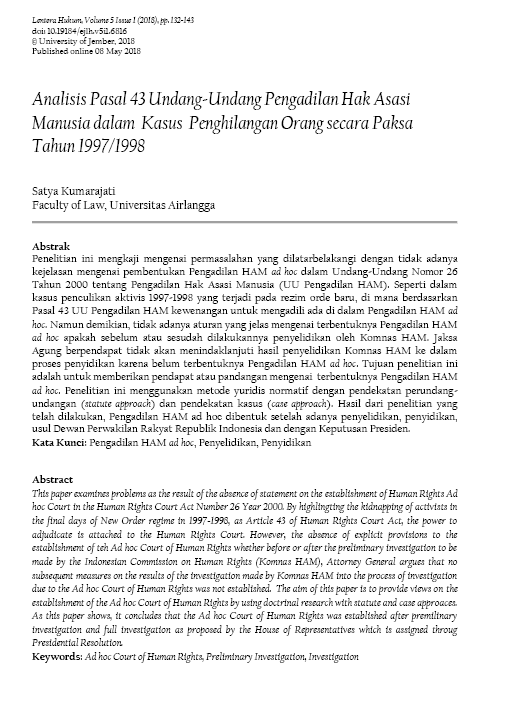 Lentera Hukum, Volume 5 Issue 1 (2018), pp. 132-143
doi: 10.19184/ejlh.v5i1.6816
© University of Jember, 2018
Published online 08 May 2018
Analisis Pasal 43 Undang-Undang Pengadilan Hak Asasi
Manusia dalam Kasus Penghilangan Orang secara Paksa
Tahun 1997/1998
Satya Kumarajati
Faculty of Law, Universitas Airlangga
Abstrak
Penelitian ini mengkaji mengenai permasalahan yang dilatarbelakangi dengan tidak adanya
kejelasan mengenai pembentukan Pengadilan HAM ad hoc dalam Undang-Undang Nomor 26
Tahun 2000 tentang Pengadilan Hak Asasi Manusia (UU Pengadilan HAM). Seperti dalam
kasus penculikan aktivis 1997-1998 yang terjadi pada rezim orde baru, di mana berdasarkan
Pasal 43 UU Pengadilan HAM kewenangan untuk mengadili ada di dalam Pengadilan HAM ad
hoc. Namun demikian, tidak adanya aturan yang jelas mengenai terbentuknya Pengadilan HAM
ad hoc apakah sebelum atau sesudah dilakukannya penyelidikan oleh Komnas HAM. Jaksa
Agung berpendapat tidak akan menindaklanjuti hasil penyelidikan Komnas HAM ke dalam
proses penyidikan karena belum terbentuknya Pengadilan HAM ad hoc. Tujuan penelitian ini
adalah untuk memberikan pendapat atau pandangan mengenai terbentuknya Pengadilan HAM
ad hoc. Penelitian ini menggunakan metode yuridis normatif dengan pendekatan perundang-
undangan (statute approach) dan pendekatan kasus (case approach). Hasil dari penelitian yang
telah dilakukan, Pengadilan HAM ad hoc dibentuk setelah adanya penyelidikan, penyidikan,
usul Dewan Perwakilan Rakyat Republik Indonesia dan dengan Keputusan Presiden.
Kata Kunci: Pengadilan HAM ad hoc, Penyelidikan, Penyidikan
Abstract
This paper examines problems as the result of the absence of statement on the establishment of Human Rights Ad
hoc Court in the Human Rights Court Act Number 26 Year 2000. By highlingting the kidnapping of activists in
the final days of New Order regime in 1997-1998, as Article 43 of Human Rights Court Act, the power to
adjudicate is attached to the Human Rights Court. However, the absence of explicit provisions to the
establishment of teh Ad hoc Court of Human Rights whether before or after the preliminary investigation to be
made by the Indonesian Commission on Human Rights (Komnas HAM), Attorney General argues that no
subsequent measures on the results of the investigation made by Komnas HAM into the process of investigation
due to the Ad hoc Court of Human Rights was not established. The aim of this paper is to provide views on the
establishment of the Ad hoc Court of Human Rights by using doctrinal research with statute and case approaces.
As this paper shows, it concludes that the Ad hoc Court of Human Rights was established after premilinary
investigation and full investigation as proposed by the House of Representatives which is assigned throug
Presidential Resolution.
Keywords: Ad hoc Court of Human Rights, Preliminary Investigation, Investigation